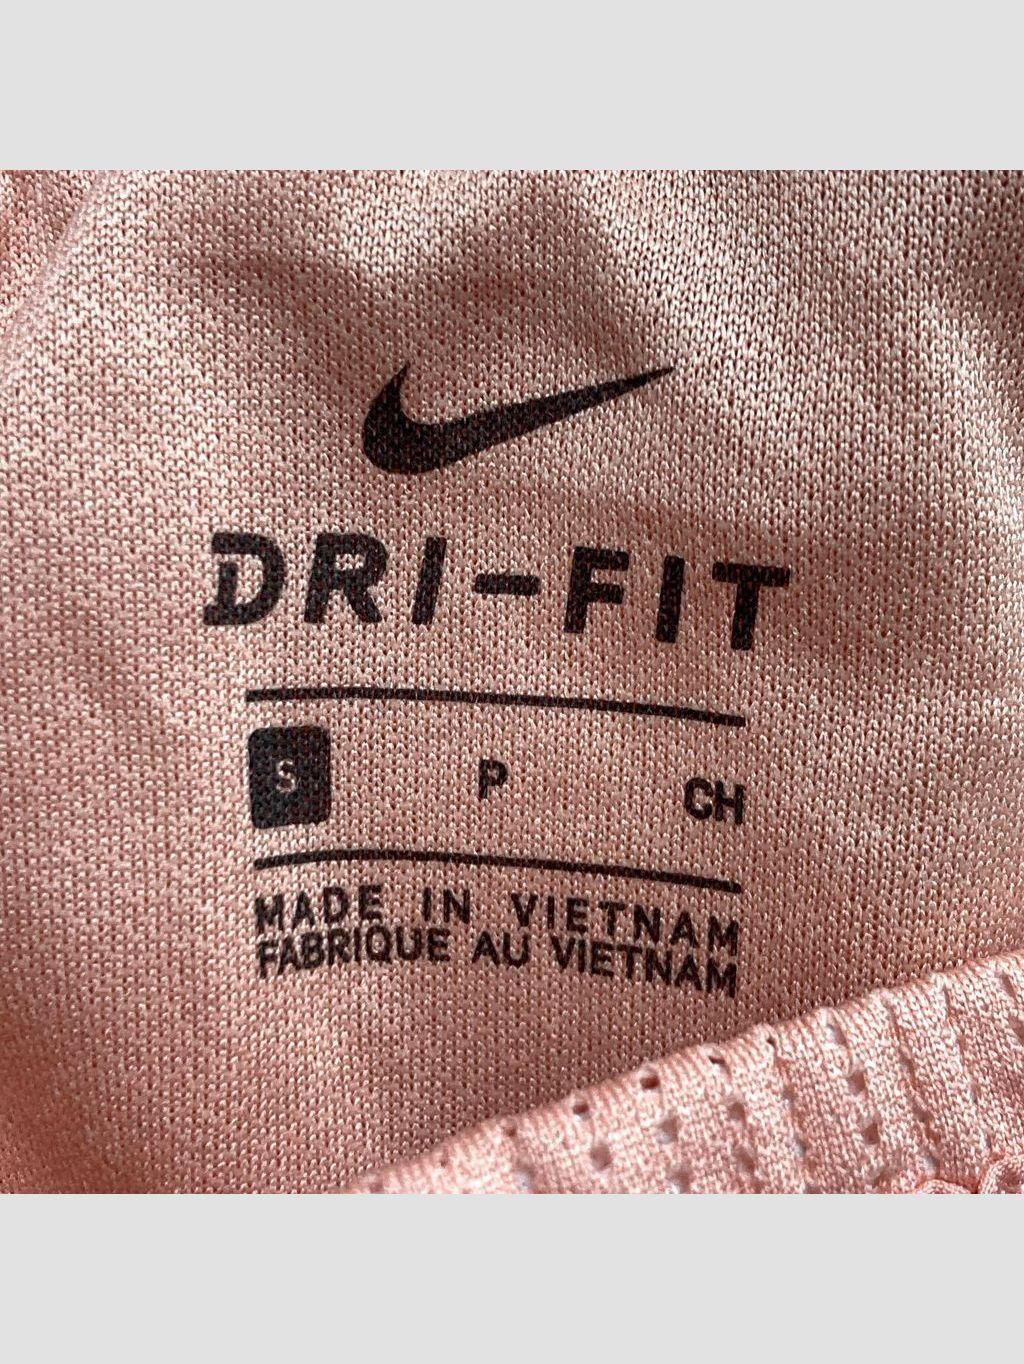 DRI-FIT
S P CH
MADE IN VIETNAM
FABRIQUE AU VIETNAM